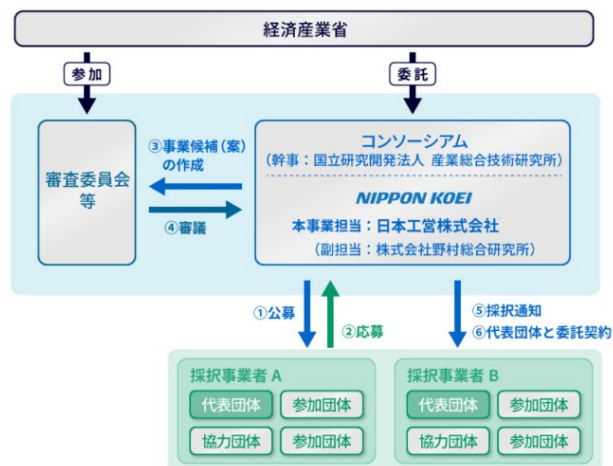 経済産業省
参加
委託
審査委員会
等
③事業候補（案）
の作成
④審議
コンソーシアム
（幹事：国立研究開発法人 産業総合技術研究所）
NIPPON KOEI
本事業担当：日本工営株式会社
（副担当：株式会社野村総合研究所）
①公募
②応募
⑤採択通知
⑥代表団体と委託契約
採択事業者 A
代表団体
参加団体
協力団体
参加団体
採択事業者 B
代表団体
参加団体
協力団体
参加団体